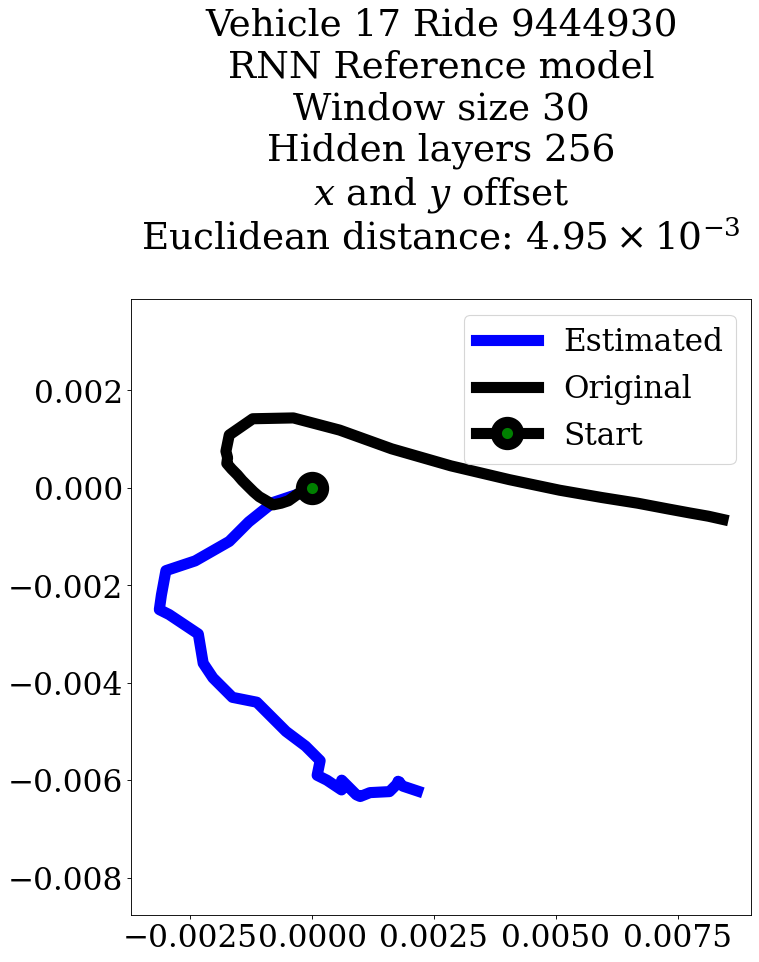 Vehicle 17 Ride 9444930
RNN Reference model
Window size 30
Hidden layers 256
x and y offset
Euclidean distance: 4.95 × 10⁻³
Estimated
Original
Start
0.002
0.000
−0.002
−0.004
−0.006
−0.008
−0.0025 0.0000 0.0025 0.0050 0.0075